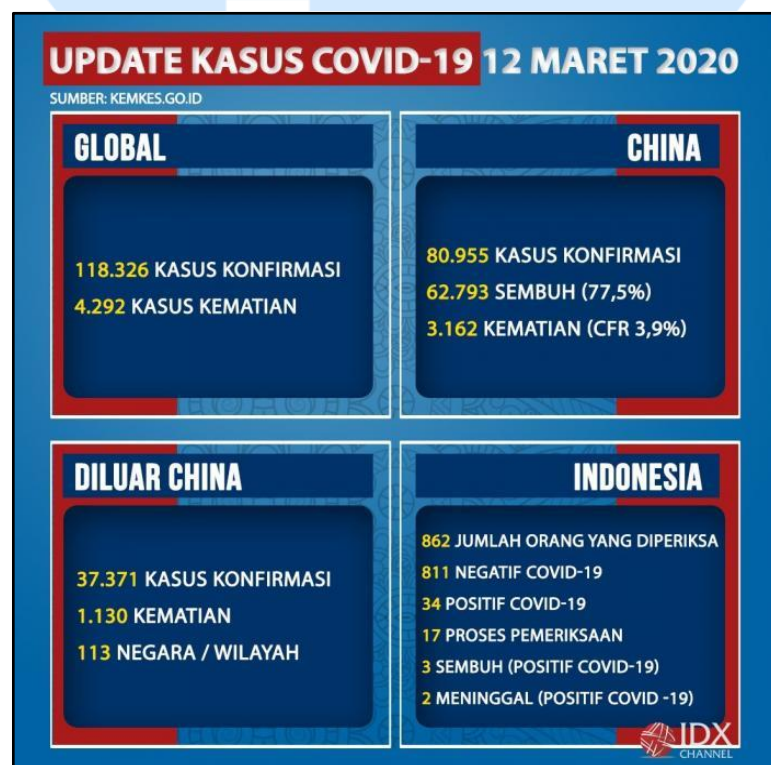 UPDATE KASUS COVID-19 12 MARET 2020
SUMBER: KEMKES.GO.ID
GLOBAL
118.326 KASUS KONFIRMASI
4.292 KASUS KEMATIAN
CHINA
80.955 KASUS KONFIRMASI
62.793 SEMBUH (77,5%)
3.162 KEMATIAN (CFR 3,9%)
DILUAR CHINA
37.371 KASUS KONFIRMASI
1.130 KEMATIAN
113 NEGARA / WILAYAH
INDONESIA
862 JUMLAH ORANG YANG DIPERIKSA
811 NEGATIF COVID-19
34 POSITIF COVID-19
17 PROSES PEMERIKSAAN
3 SEMBUH (POSITIF COVID-19)
2 MENINGGAL (POSITIF COVID -19)
IDX
CHANNEL